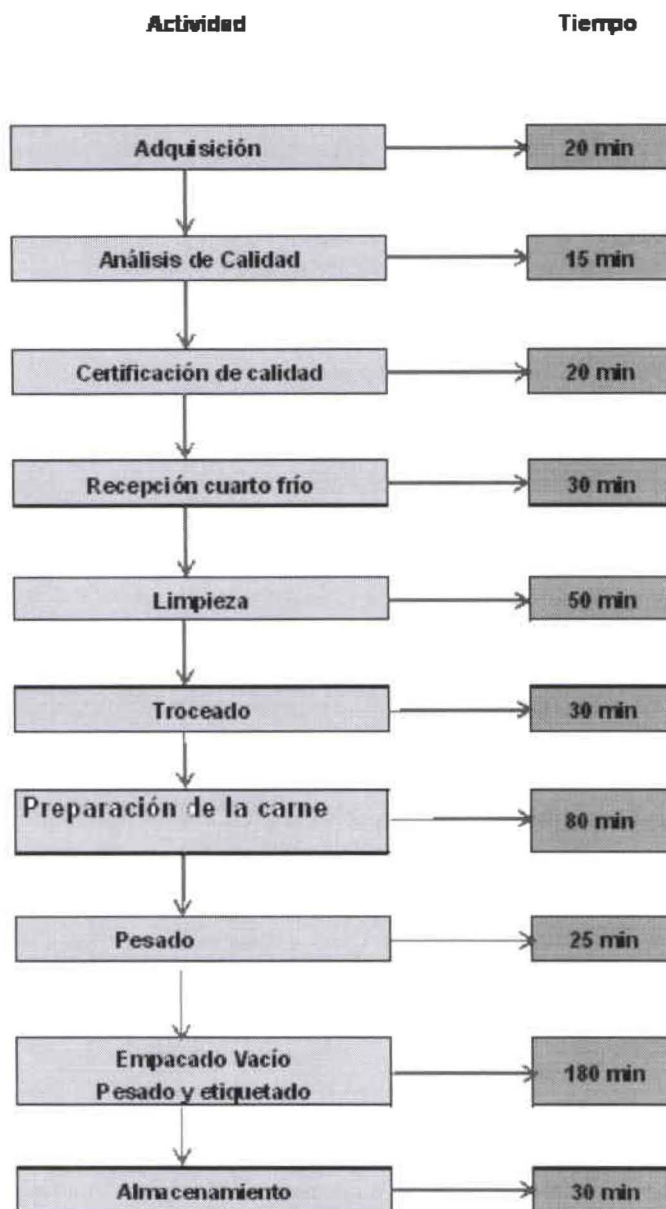 Actividad Tiempo
Adquisición 20 min
Análisis de Calidad 15 min
Certificación de calidad 20 min
Recepción cuarto frío 30 min
Limpieza 50 min
Troceado 30 min
Preparación de la carne 80 min
Pesado 25 min
Empacado Vacío
Pesado y etiquetado 180 min
Almacenamiento 30 min